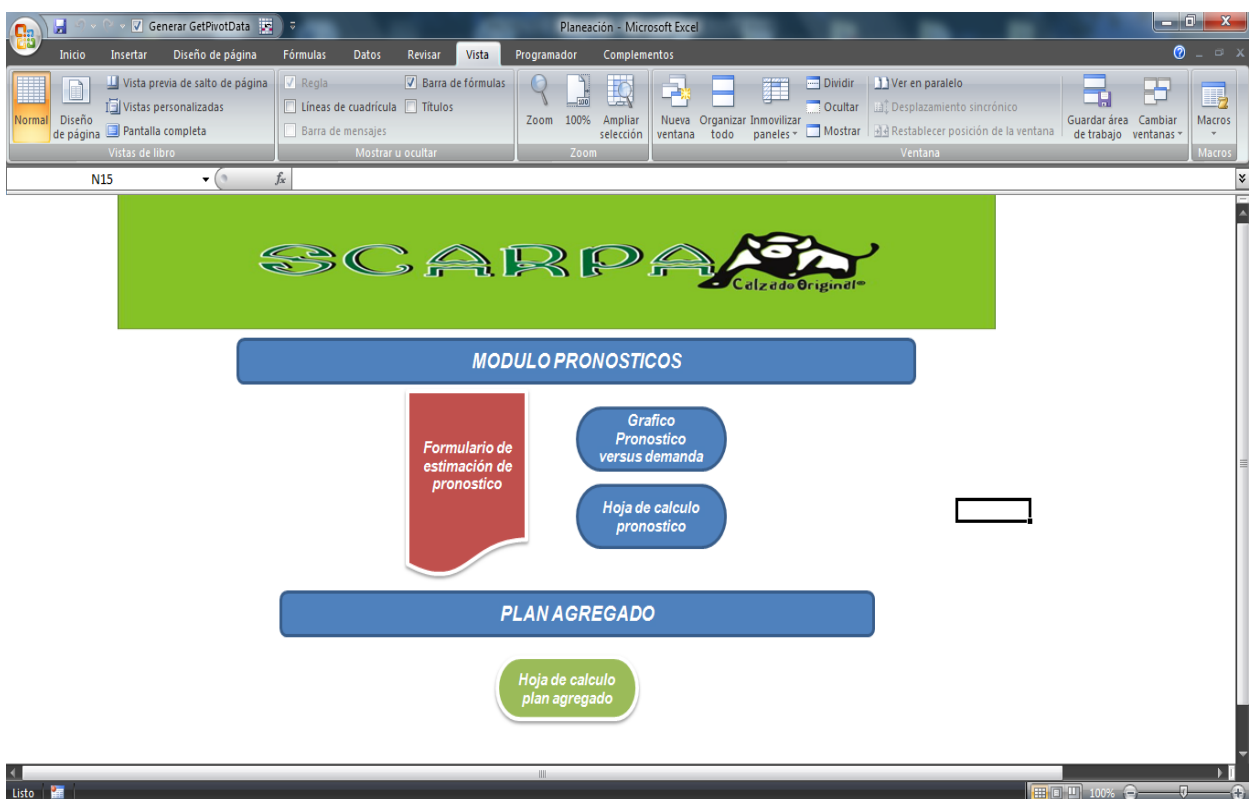 Generar GetPivotData
Planeación - Microsoft Excel
Inicio Insertar Diseño de página Fórmulas Datos Revisar Vista Programador Complementos
Normal
Diseño
de página
Vista previa de salto de página
Vistas personalizadas
Pantalla completa
Vistas de libro
Regla
Barra de fórmulas
Líneas de cuadrícula
Títulos
Barra de mensajes
Mostrar u ocultar
Zoom
100
100%
Ampliar
selección
Zoom
Nueva
ventana
Organizar
todo
Inmovilizar
paneles
Dividir
Ocultar
Mostrar
Ver en paralelo
Desplazamiento sincrónico
Restablecer posición de la ventana
Guardar área
de trabajo
Cambiar
ventanas
Ventana
Macros
Macros
N15
fx
SCARPA
Calzado Original®
MODULO PRONOSTICOS
Formulario de
estimación de
pronostico
Grafico
Pronostico
versus demanda
Hoja de calculo
pronostico
PLAN AGREGADO
Hoja de calculo
plan agregado
Listo
100%